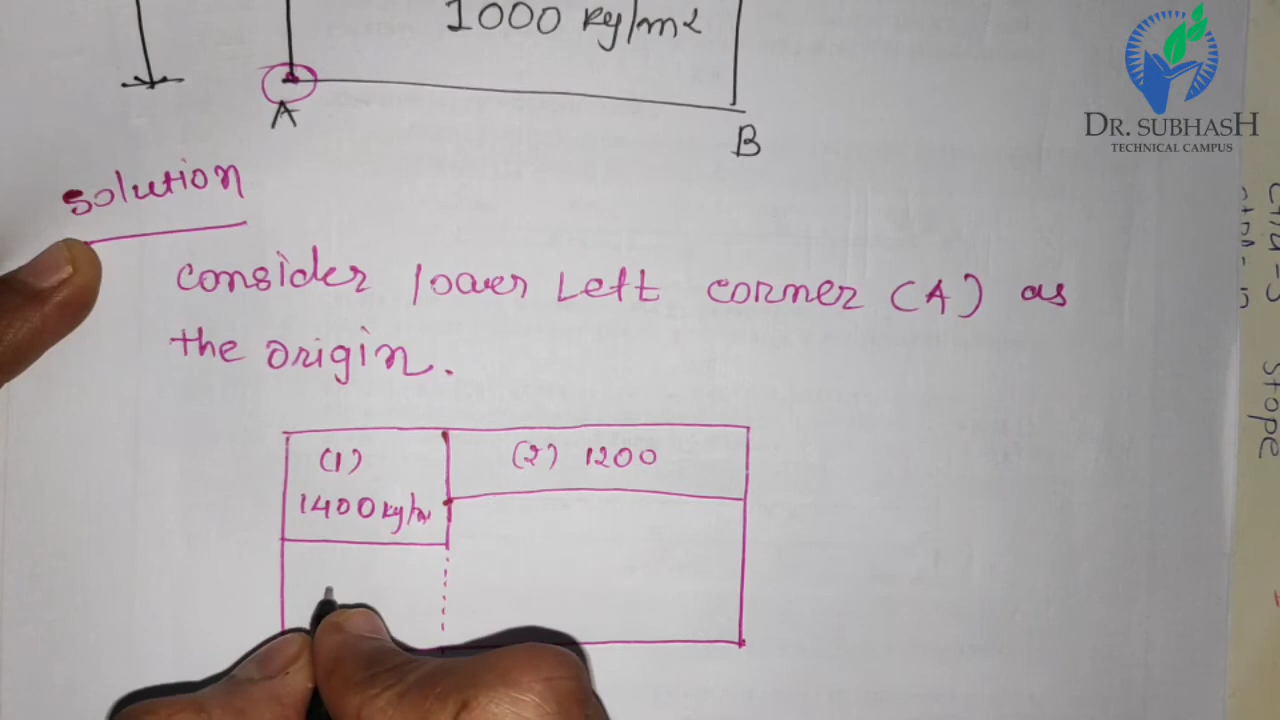 1000 kg/m2
A
B
DR. SUBHASH
TECHNICAL CAMPUS
Solution
Consider lower Left corner (A) as
the origin.
(1)
1400 kg/m
(2) 1200
stope